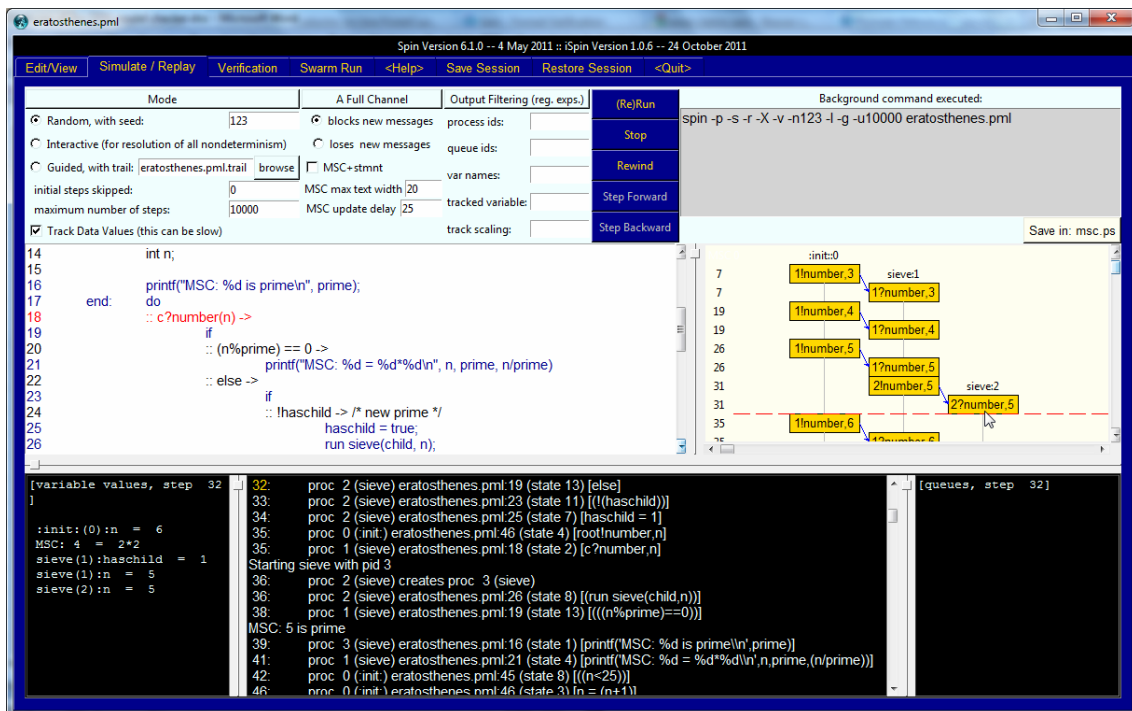 eratosthenes.pml
Spin Version 6.1.0 -- 4 May 2011 :: iSpin Version 1.0.6 -- 24 October 2011
Edit/View Simulate / Replay Verification Swarm Run <Help> Save Session Restore Session <Quit>
Mode
Random, with seed: 123
Interactive (for resolution of all nondeterminism)
Guided, with trail: eratosthenes.pml.trail browse
initial steps skipped: 0
maximum number of steps: 10000
Track Data Values (this can be slow)
A Full Channel
blocks new messages
loses new messages
MSC+stmnt
MSC max text width 20
MSC update delay 25
Output Filtering (reg. exps.)
process ids:
queue ids:
var names:
tracked variable:
track scaling:
(Re)Run
Stop
Rewind
Step Forward
Step Backward
Background command executed:
spin -p -s -r -X -v -n123 -l -g -u10000 eratosthenes.pml
Save in: msc.ps
14 int n;
15
16 printf("MSC: %d is prime\n", prime);
17 end: do
18 :: c?number(n) ->
19 if
20 :: (n%prime) == 0 ->
21 printf("MSC: %d = %d*%d\n", n, prime, n/prime)
22 :: else ->
23 if
24 :: !haschild -> /* new prime */
25 haschild = true;
26 run sieve(child, n);
:init::0
7 1!number,3 sieve:1
7 1?number,3
19 1!number,4
19 1?number,4
26 1!number,5
26 1?number,5
31 2!number,5 sieve:2
31 2?number,5
35 1!number,6
35 1?number,6
[variable values, step 32
]
:init:(0):n = 6
MSC: 4 = 2*2
sieve(1):haschild = 1
sieve(1):n = 5
sieve(2):n = 5
32: proc 2 (sieve) eratosthenes.pml:19 (state 13) [else]
33: proc 2 (sieve) eratosthenes.pml:23 (state 11) [(!(haschild))]
34: proc 2 (sieve) eratosthenes.pml:25 (state 7) [haschild = 1]
35: proc 0 (:init:) eratosthenes.pml:46 (state 4) [root!number,n]
35: proc 1 (sieve) eratosthenes.pml:18 (state 2) [c?number,n]
Starting sieve with pid 3
36: proc 2 (sieve) creates proc 3 (sieve)
36: proc 2 (sieve) eratosthenes.pml:26 (state 8) [(run sieve(child,n))]
38: proc 1 (sieve) eratosthenes.pml:19 (state 13) [(((n%prime)==0))]
MSC: 5 is prime
39: proc 3 (sieve) eratosthenes.pml:16 (state 1) [printf('MSC: %d is prime\\n',prime)]
41: proc 1 (sieve) eratosthenes.pml:21 (state 4) [printf('MSC: %d = %d*%d\\n',n,prime,(n/prime))]
42: proc 0 (:init:) eratosthenes.pml:45 (state 8) [((n<25))]
46: proc 0 (:init:) eratosthenes.pml:46 (state 3) [n = (n+1)]
[queues, step 32]